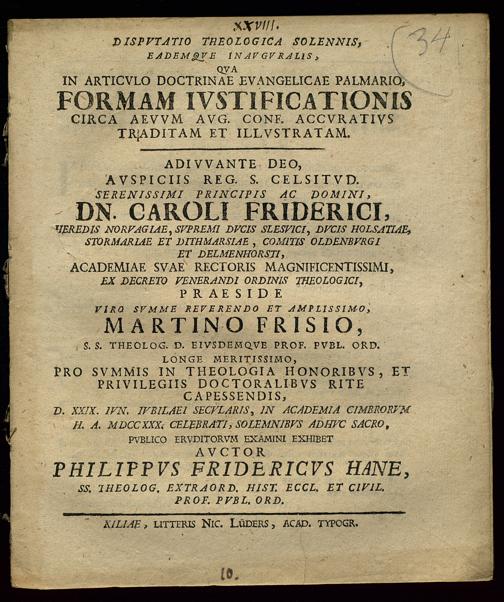 XXVIII.
34
DISPVTATIO THEOLOGICA SOLENNIS,
EADEMQVE INAVGVRALIS,
QVA
IN ARTICVLO DOCTRINAE EVANGELICAE PALMARIO,
FORMAM IVSTIFICATIONIS
CIRCA AEVVM AVG. CONF. ACCVRATIVS
TRADITAM ET ILLVSTRATAM.
ADIVVANTE DEO,
AVSPICIIS REG. S. CELSITVD.
SERENISSIMI PRINCIPIS AC DOMINI,
DN. CAROLI FRIDERICI,
HEREDIS NORVAGIAE, SVPREMI DVCIS SLESVICI, DVCIS HOLSATIAE,
STORMARIAE ET DITHMARSIAE, COMITIS OLDENBVRGI
ET DELMENHORSTI,
ACADEMIAE SVAE RECTORIS MAGNIFICENTISSIMI,
EX DECRETO VENERANDI ORDINIS THEOLOGICI,
PRAESIDE
VIRO SVMME REVERENDO ET AMPLISSIMO,
MARTINO FRISIO,
S. S. THEOLOG. D. EIVSDEMQVE PROF. PVBL. ORD.
LONGE MERITISSIMO,
PRO SVMMIS IN THEOLOGIA HONORIBVS, ET
PRIVILEGIIS DOCTORALIBVS RITE
CAPESSENDIS,
D. XXIX. IVN. IVBILAEI SECVLARIS, IN ACADEMIA CIMBRORVM
H. A. MDCCXXX. CELEBRATI, SOLEMNIBVS ADHVC SACRO,
PVBLICO ERVDITORVM EXAMINI EXHIBET
AVCTOR
PHILIPPVS FRIDERICVS HANE,
SS. THEOLOG. EXTRAORD. HIST. ECCL. ET CIVIL.
PROF. PVBL. ORD.
KILIAE, LITTERIS NIC. LÜDERS, ACAD. TYPOGR.
10.